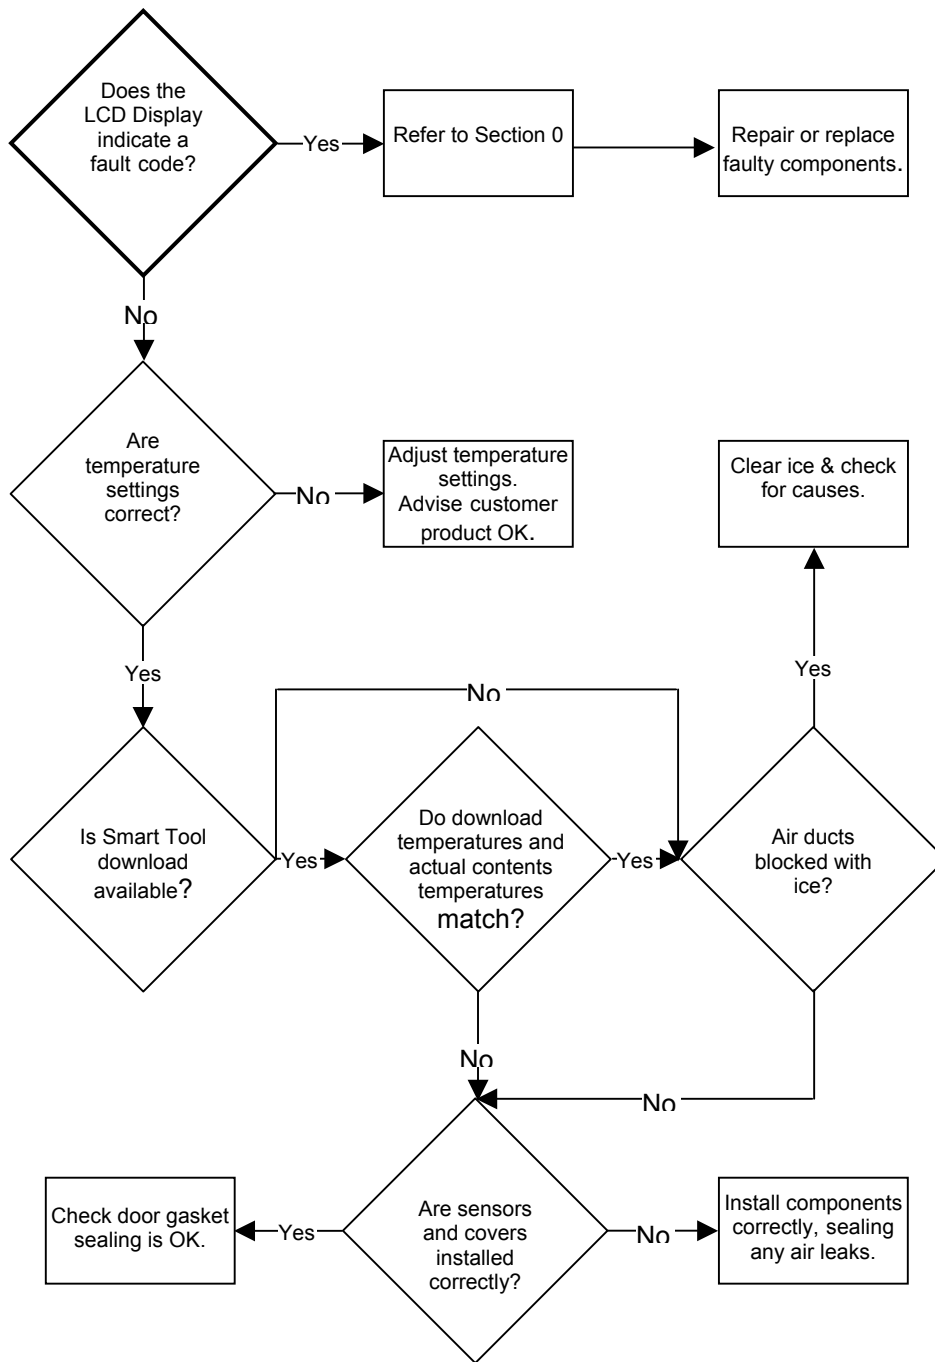 Does the
LCD Display
indicate a
fault code?
Yes
Refer to Section 0
Repair or replace
faulty components.
No
Are
temperature
settings
correct?
No
Adjust temperature
settings.
Advise customer
product OK.
Clear ice & check
for causes.
Yes
Yes
No
Is Smart Tool
download
available?
Yes
Do download
temperatures and
actual contents
temperatures
match?
Yes
Air ducts
blocked with
ice?
No
No
Check door gasket
sealing is OK.
Yes
Are sensors
and covers
installed
correctly?
No
Install components
correctly, sealing
any air leaks.